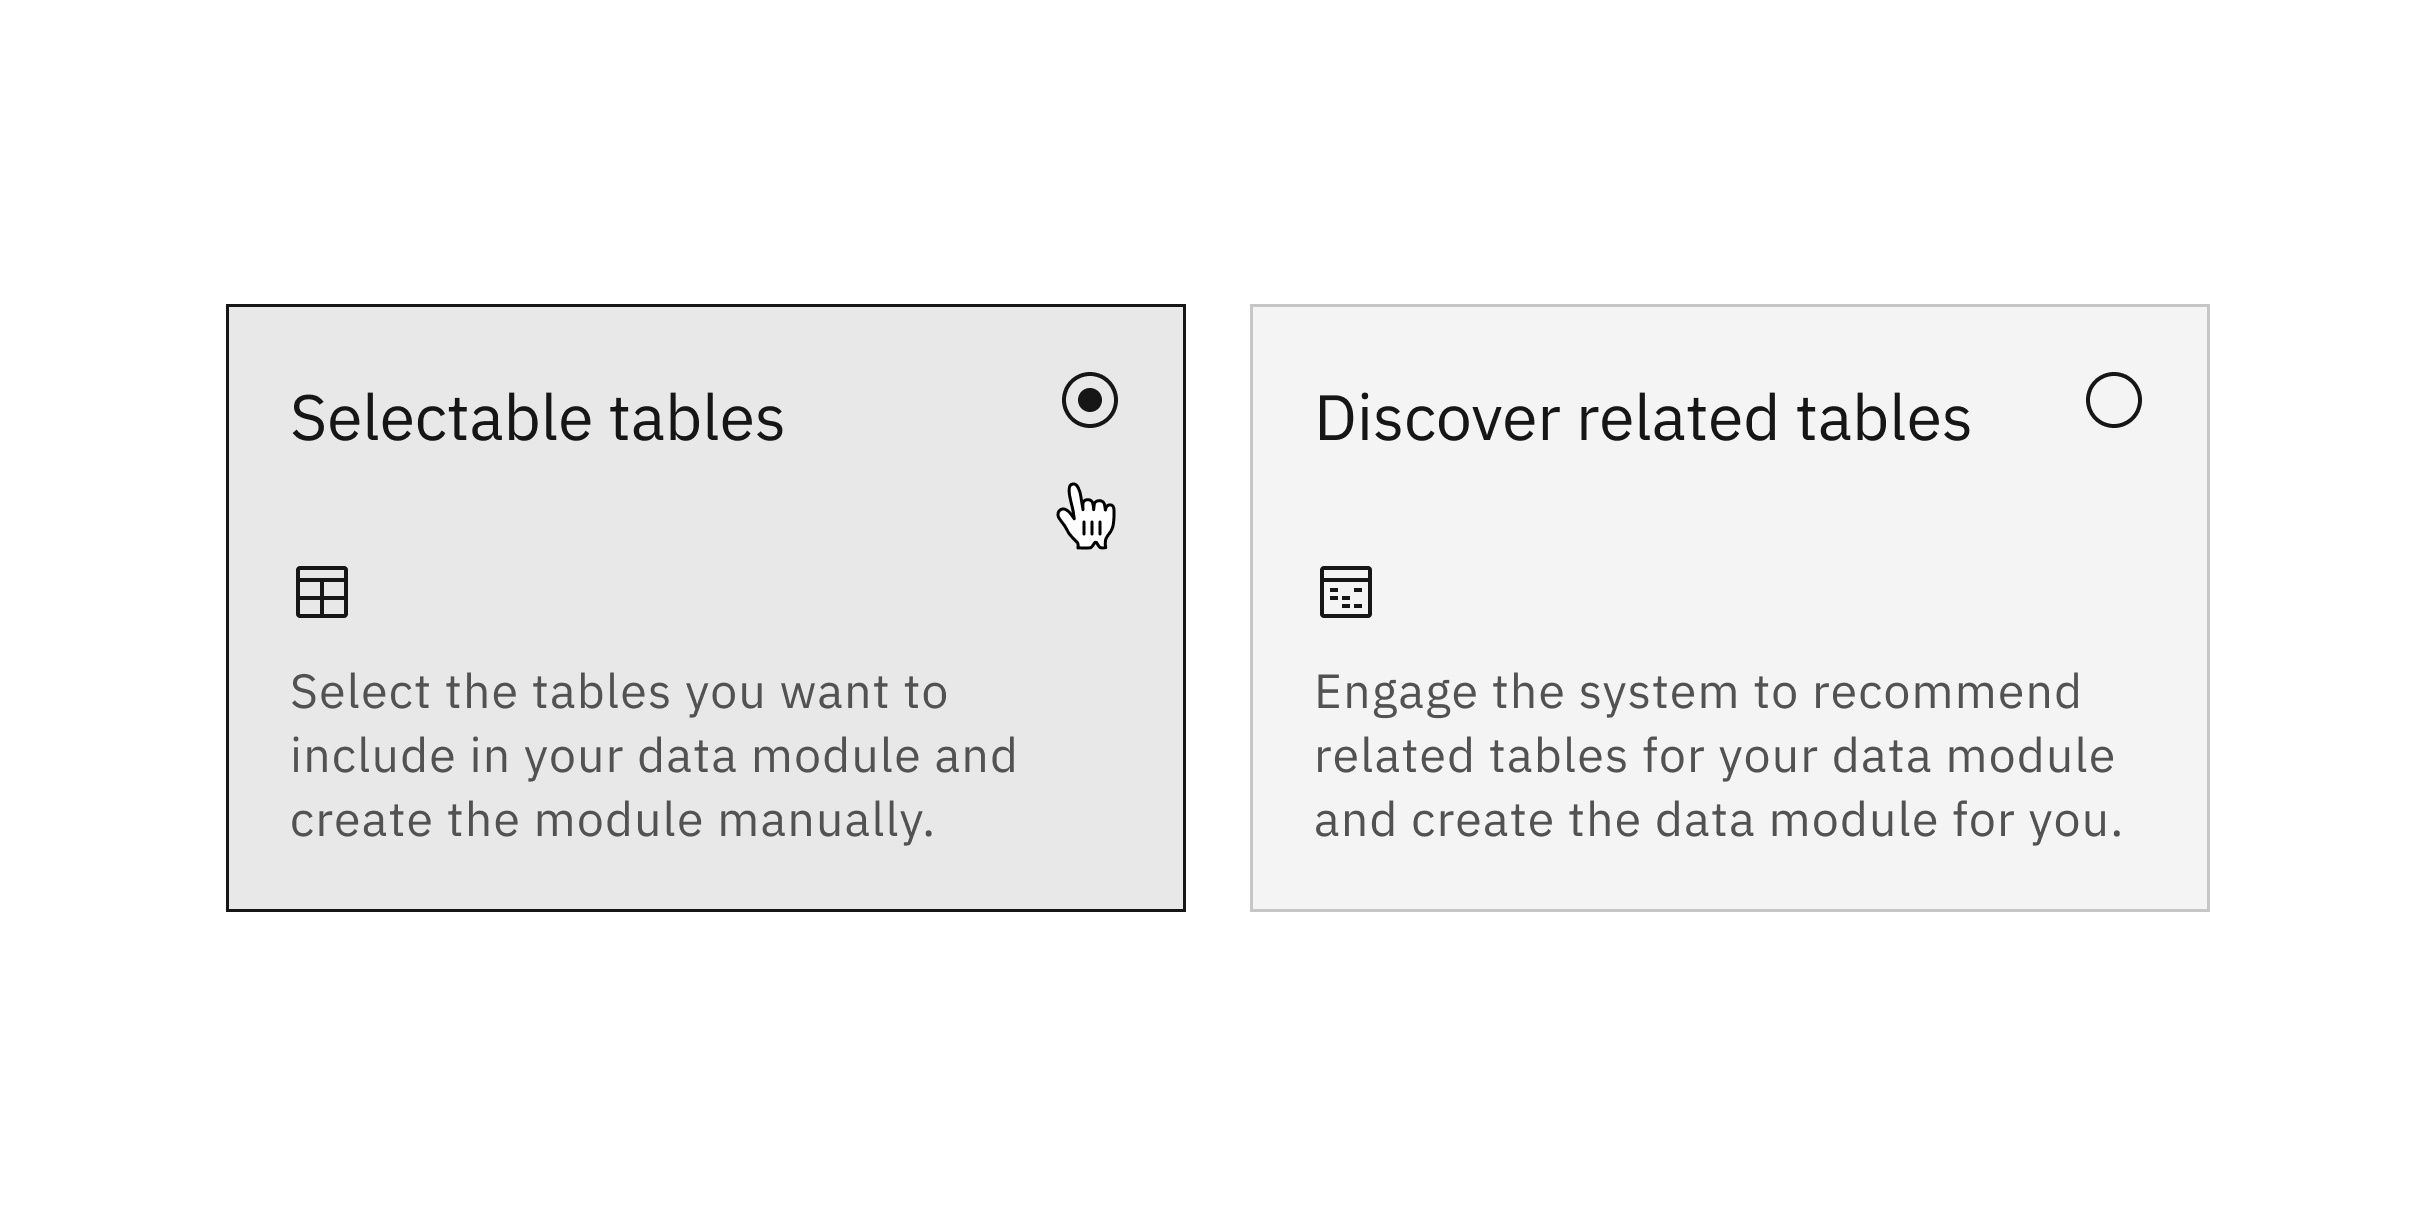 Selectable tables
Select the tables you want to
include in your data module and
create the module manually.
Discover related tables
Engage the system to recommend
related tables for your data module
and create the data module for you.